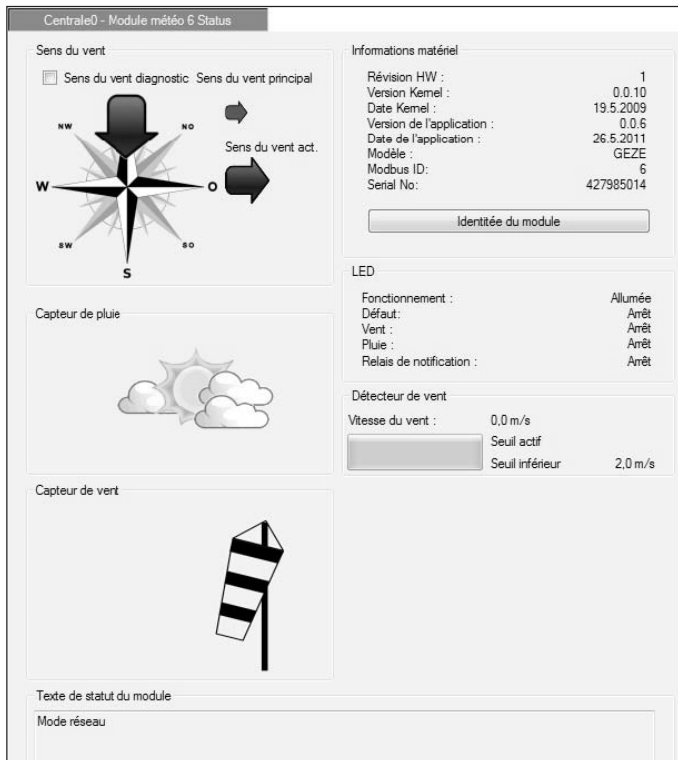 Centrale0 - Module météo 6 Status
Sens du vent
Sens du vent diagnostic Sens du vent principal
NW
NO
Sens du vent act.
W
O
SW
SO
S
Capteur de pluie
Capteur de vent
Informations matériel
Révision HW : 1
Version Kernel : 0.0.10
Date Kernel : 19.5.2009
Version de l'application : 0.0.6
Date de l'application : 26.5.2011
Modèle : GEZE
Modbus ID: 6
Serial No: 427985014
Identitée du module
LED
Fonctionnement : Allumée
Défaut: Arrêt
Vent : Arrêt
Pluie : Arrêt
Relais de notification : Arrêt
Détecteur de vent
Vitesse du vent : 0,0 m/s
Seuil actif
Seuil inférieur 2,0 m/s
Texte de statut du module
Mode réseau